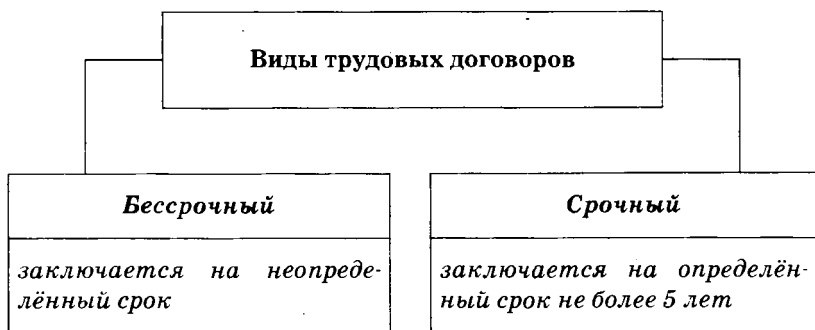 Виды трудовых договоров
Бессрочный
заключается на неопреде-
лённый срок
Срочный
заключается на определён-
ный срок не более 5 лет